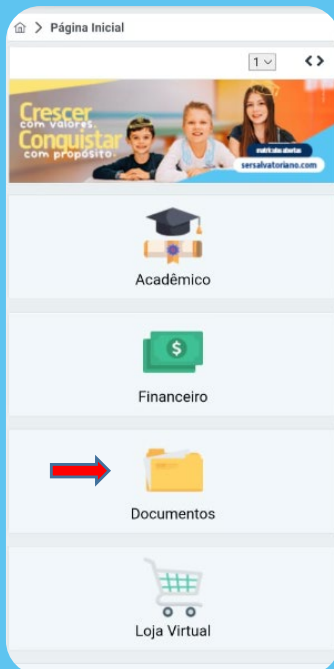 Página Inicial
1
Crescer
com valores.
Conquistar
com propósito.
matrículas abertas
sersalvatoriano.com
Acadêmico
$
Financeiro
Documentos
Loja Virtual